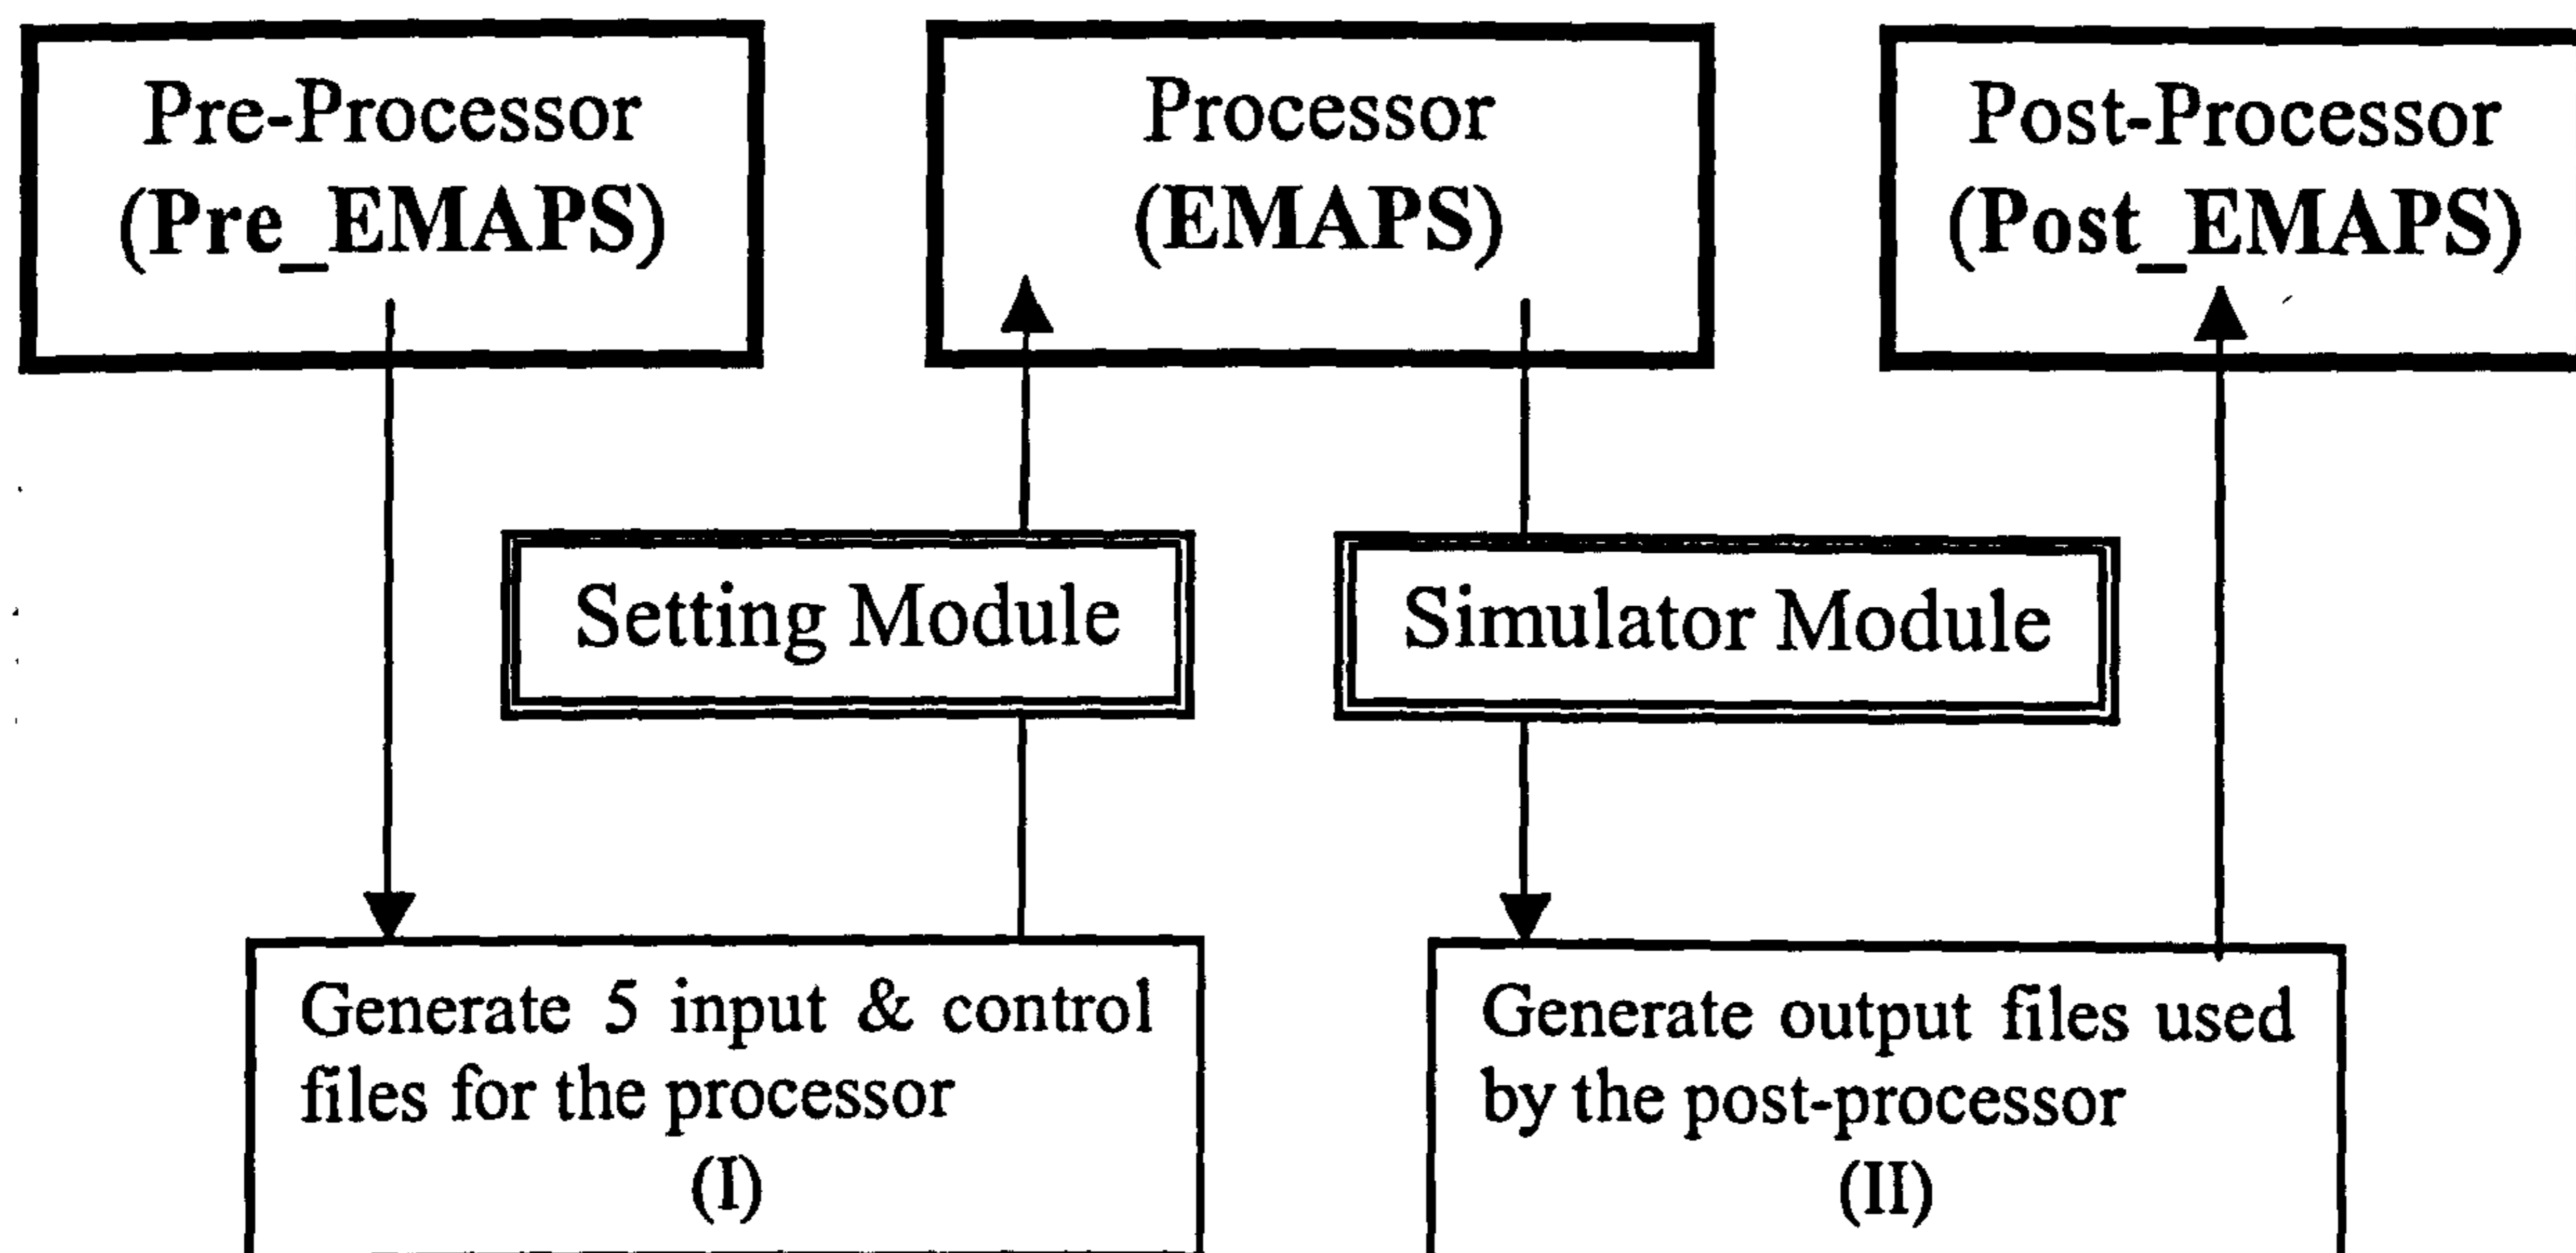 Pre-Processor
(Pre_EMAPS)
Processor
(EMAPS)
Post-Processor
(Post_EMAPS)
Setting Module
Simulator Module
Generate 5 input & control
files for the processor
(I)
Generate output files used
by the post-processor
(II)